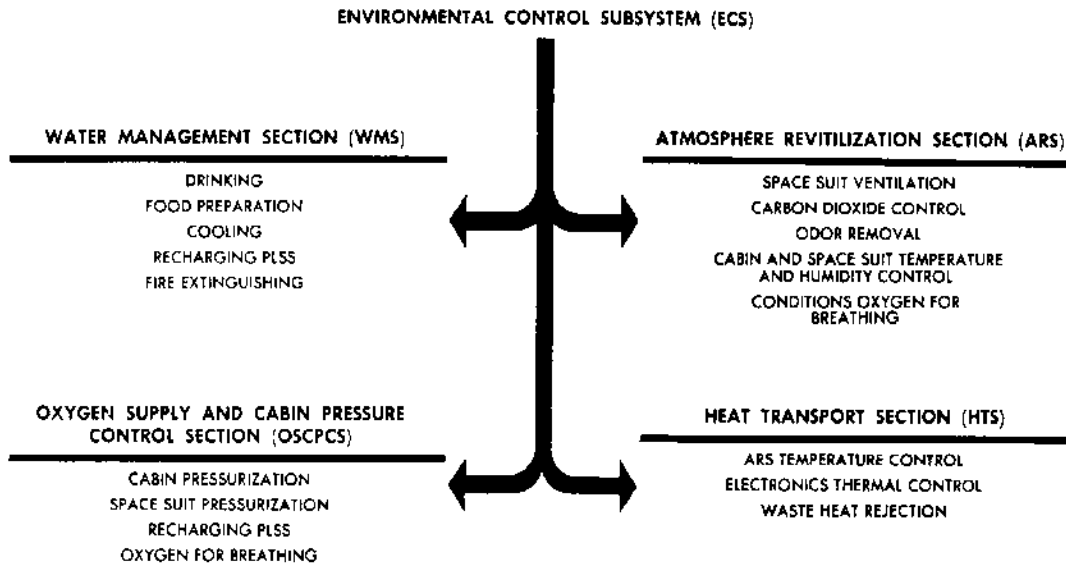 ENVIRONMENTAL CONTROL SUBSYSTEM (ECS)
WATER MANAGEMENT SECTION (WMS)
DRINKING
FOOD PREPARATION
COOLING
RECHARGING PLSS
FIRE EXTINGUISHING
ATMOSPHERE REVITILIZATION SECTION (ARS)
SPACE SUIT VENTILATION
CARBON DIOXIDE CONTROL
ODOR REMOVAL
CABIN AND SPACE SUIT TEMPERATURE
AND HUMIDITY CONTROL
CONDITIONS OXYGEN FOR
BREATHING
OXYGEN SUPPLY AND CABIN PRESSURE
CONTROL SECTION (OSCPCS)
CABIN PRESSURIZATION
SPACE SUIT PRESSURIZATION
RECHARGING PLSS
OXYGEN FOR BREATHING
HEAT TRANSPORT SECTION (HTS)
ARS TEMPERATURE CONTROL
ELECTRONICS THERMAL CONTROL
WASTE HEAT REJECTION